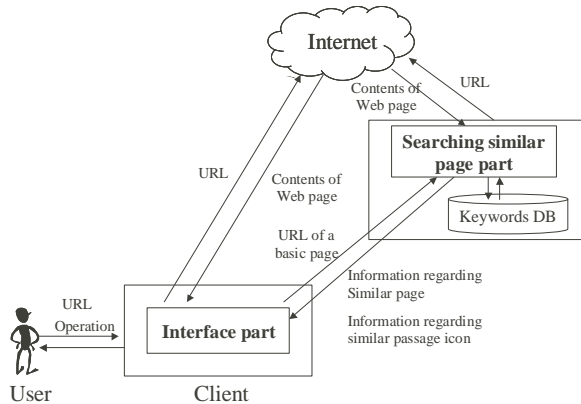 Internet
URL
Contents of
Web page
Searching similar
page part
Keywords DB
URL
Contents of
Web page
URL of a
basic page
Information regarding
Similar page
Information regarding
similar passage icon
URL
Operation
Interface part
User
Client